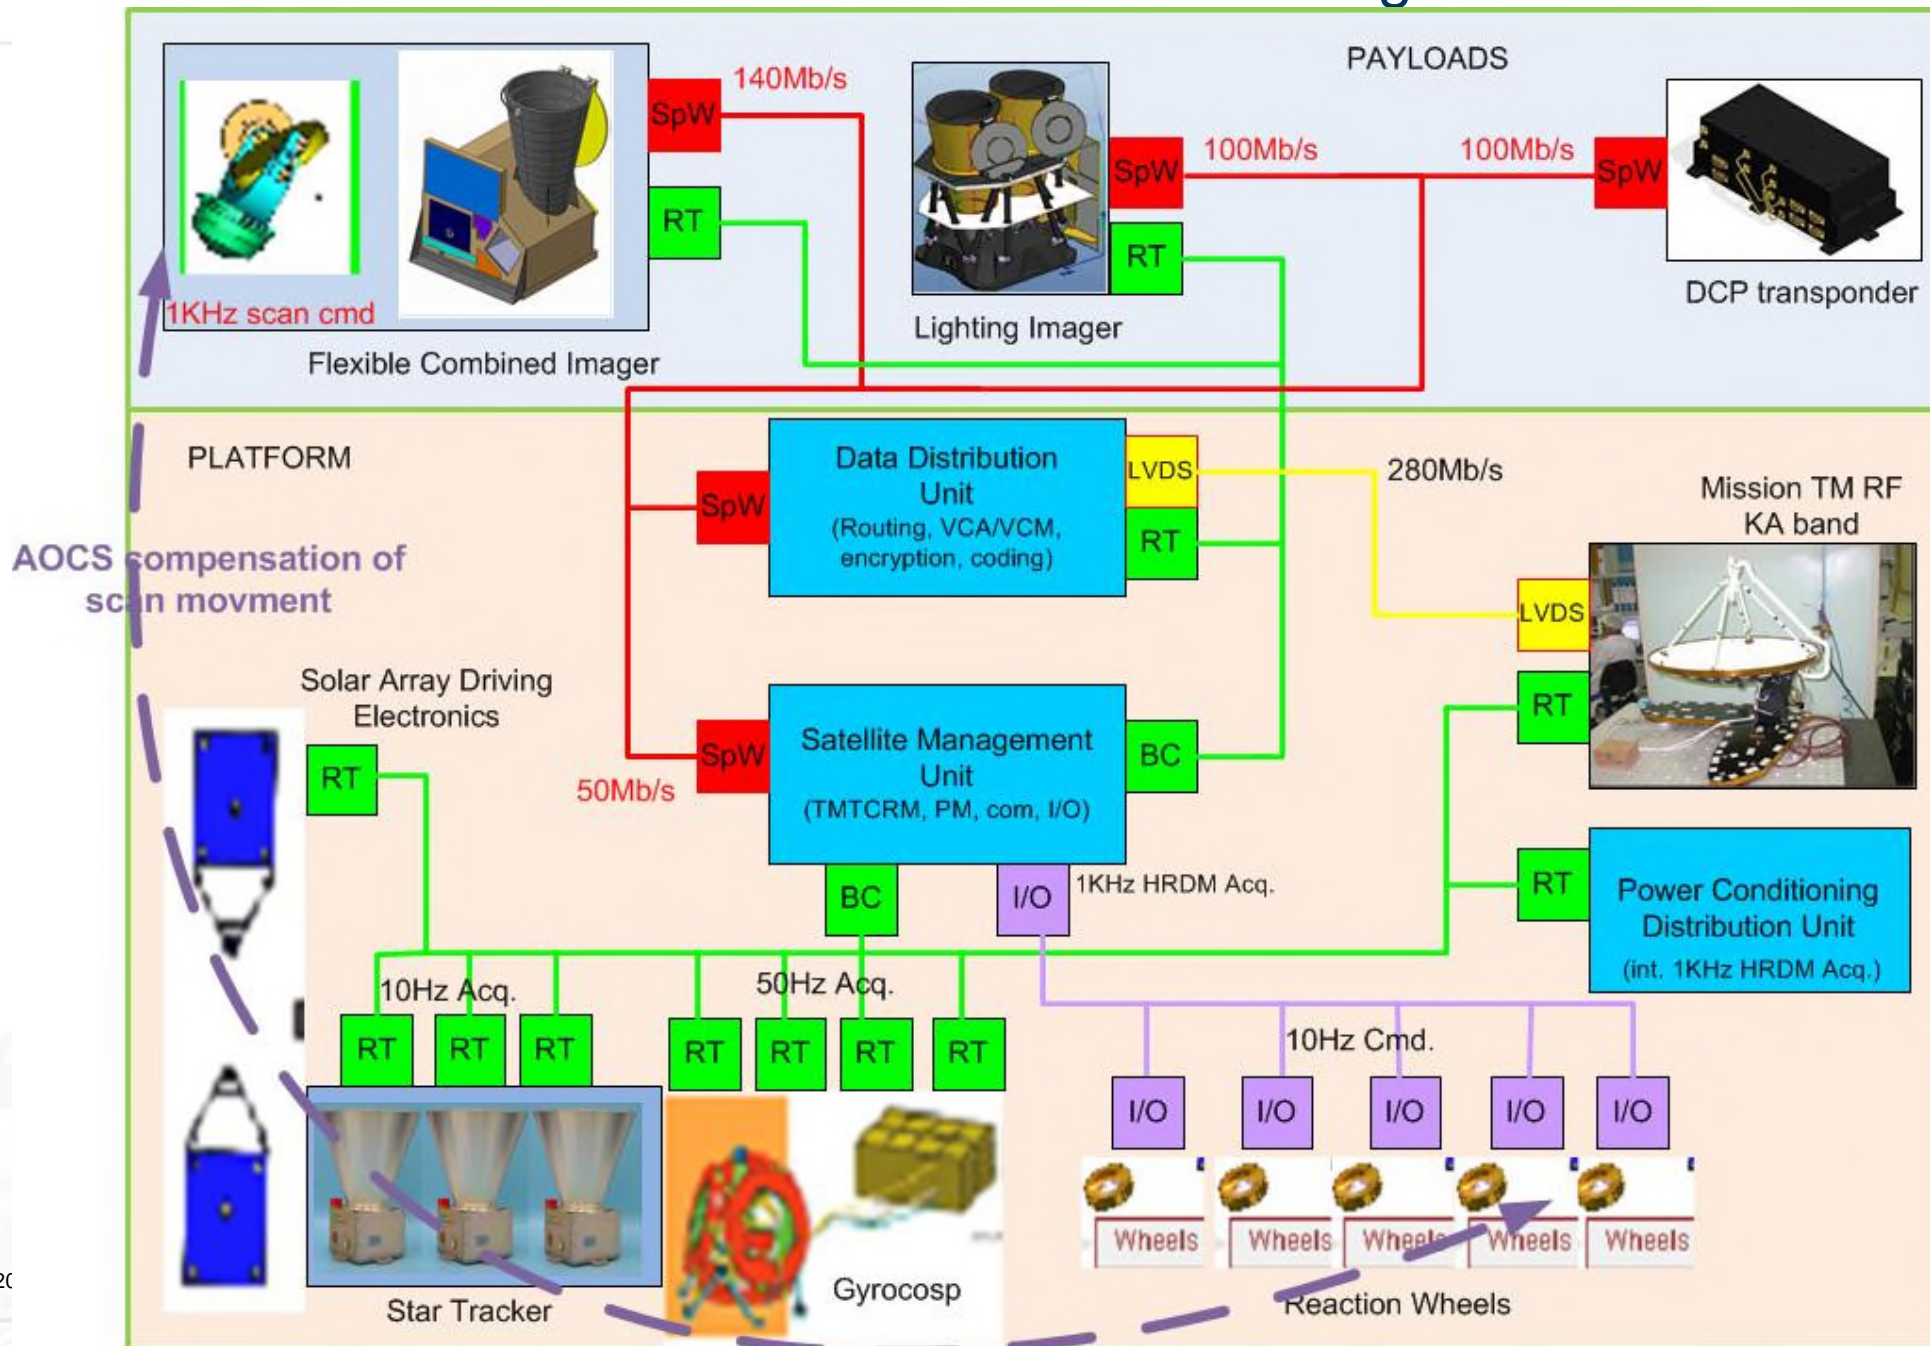 PAYLOADS
140Mb/s
SpW
RT
1KHz scan cmd
Flexible Combined Imager
SpW
100Mb/s
RT
Lighting Imager
100Mb/s
SpW
DCP transponder
PLATFORM
Data Distribution
Unit
(Routing, VCA/VCM,
encryption, coding)
SpW
LVDS
RT
280Mb/s
Mission TM RF
KA band
LVDS
RT
AOCS compensation of
scan movment
Solar Array Driving
Electronics
RT
SpW
50Mb/s
Satellite Management
Unit
(TMTCRM, PM, com, I/O)
BC
BC
I/O
1KHz HRDM Acq.
RT
Power Conditioning
Distribution Unit
(int. 1KHz HRDM Acq.)
10Hz Acq.
50Hz Acq.
10Hz Cmd.
RT
RT
RT
RT
RT
RT
RT
I/O
I/O
I/O
I/O
I/O
Wheels
Wheels
Wheels
Wheels
Wheels
Star Tracker
Gyrocosp
Reaction Wheels